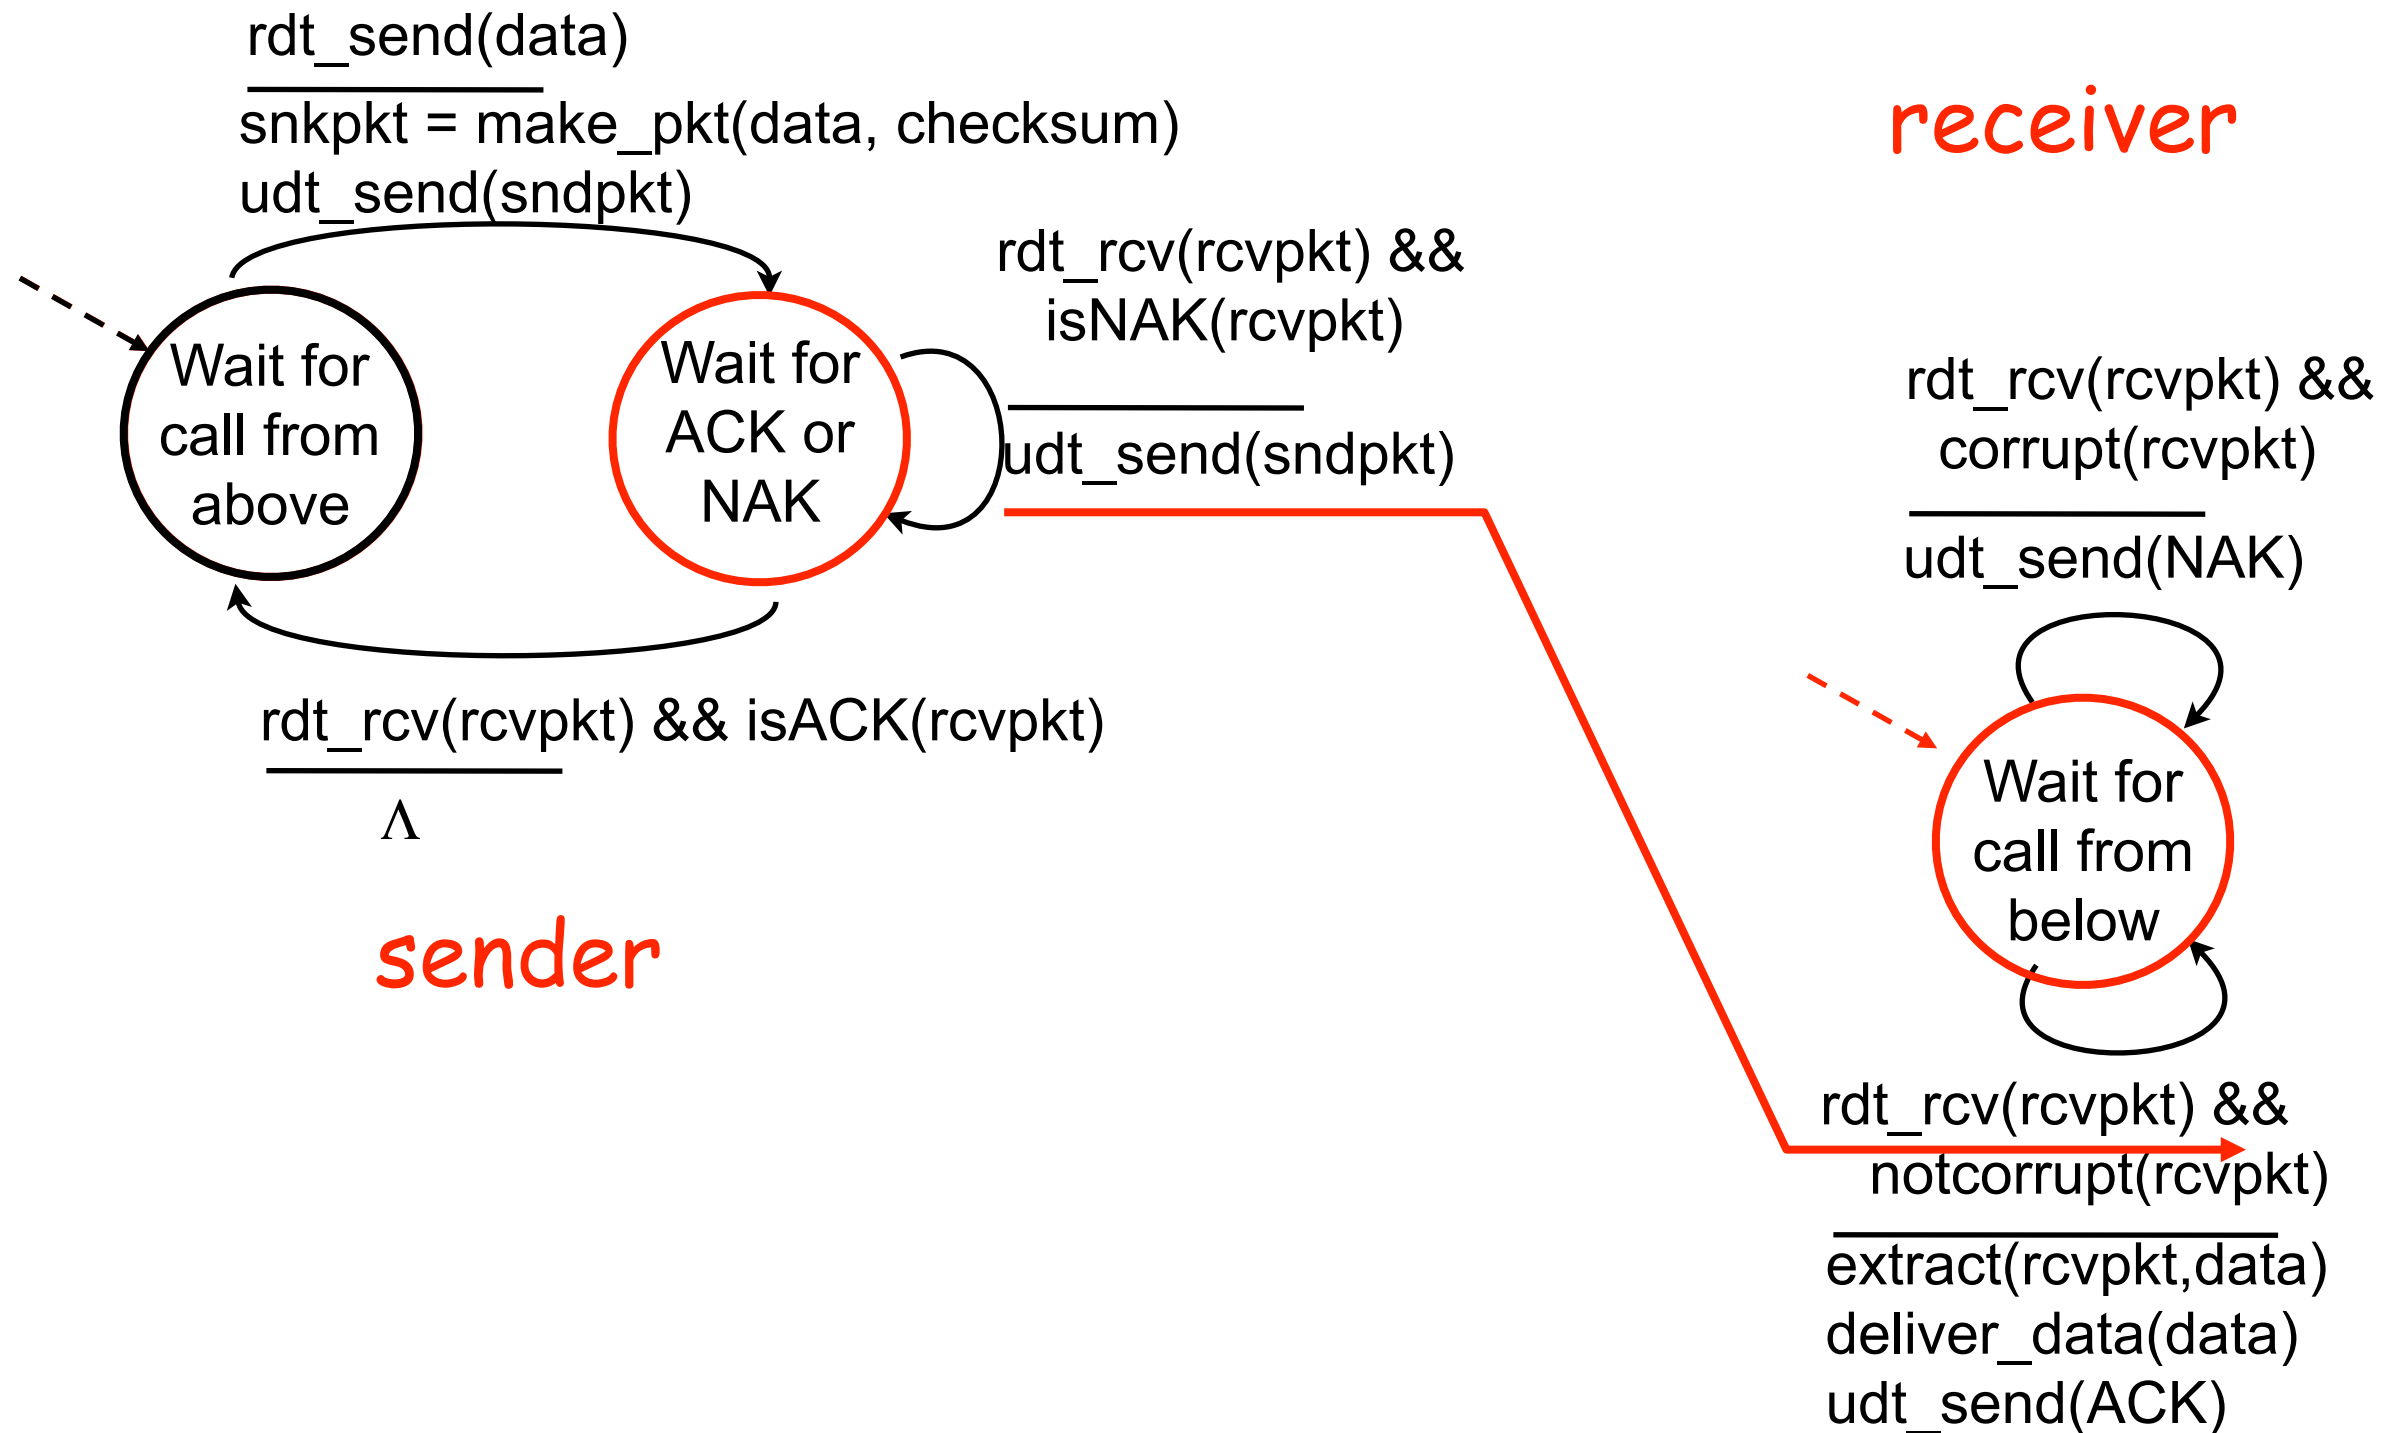 rdt_send(data)
snkpkt = make_pkt(data, checksum)
udt_send(sndpkt)
receiver
rdt_rcv(rcvpkt) &&
isNAK(rcvpkt)
Wait for
call from
above
Wait for
ACK or
NAK
udt_send(sndpkt)
rdt_rcv(rcvpkt) &&
corrupt(rcvpkt)
udt_send(NAK)
rdt_rcv(rcvpkt) && isACK(rcvpkt)
Λ
sender
Wait for
call from
below
rdt_rcv(rcvpkt) &&
notcorrupt(rcvpkt)
extract(rcvpkt,data)
deliver_data(data)
udt_send(ACK)